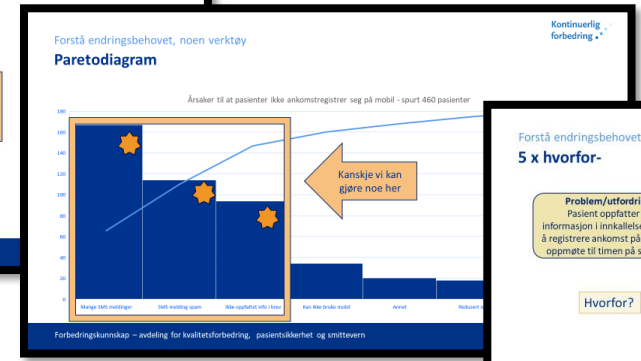 Kontinuerlig
forbedring
Forstå endringsbehovet, noen verktøy
Paretodiagram
Årsaker til at pasienter ikke ankomstregistrer seg på mobil - spurt 460 pasienter
180
160
140
120
100
80
60
40
20
0
Kanskje vi kan
gjøre noe her
Mange SMS meldinger
SMS melding spam
Ikke oppfattet info i brev
Kan ikke bruke mobil
Annet
Redusert
Forbedringskunnskap – avdeling for kvalitetsforbedring, pasientsikkerhet og smittevern
Forstå endringsbehovet
5 x hvorfor-
Problem/utfordri
Pasient oppfatter
informasjon i innkallelse
å registrere ankomst på
oppmøte til timen på s
Hvorfor?